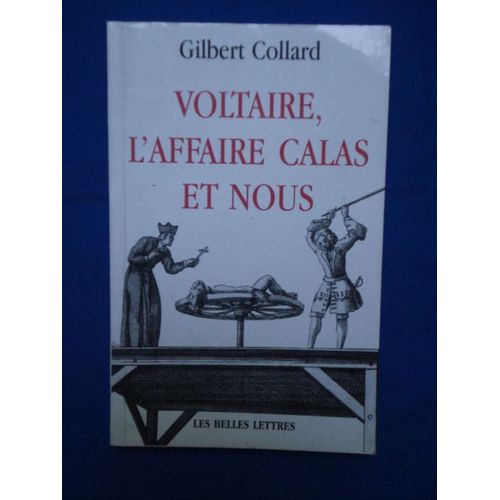 Gilbert Collard
VOLTAIRE,
L'AFFAIRE CALAS
ET NOUS
LES BELLES LETTRES